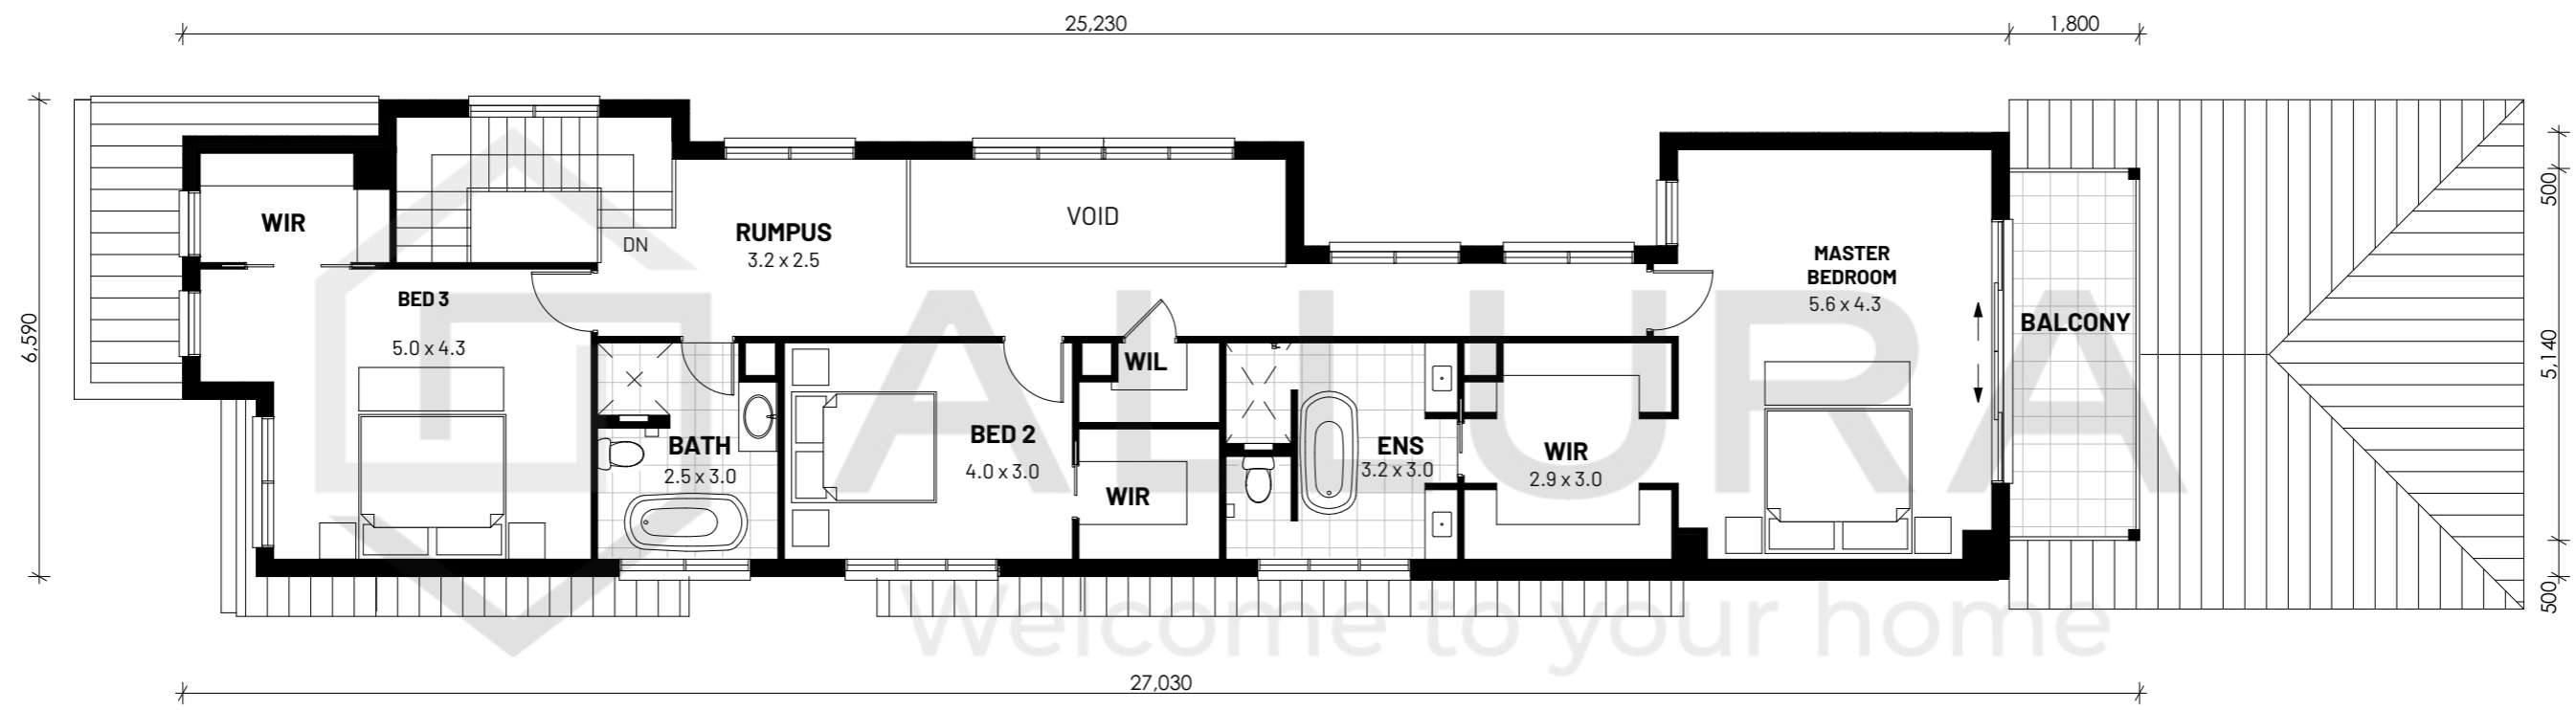 25,230
1,800
6,590
WIR
BED 3
5.0 x 4.3
DN
RUMPUS
3.2 x 2.5
VOID
BATH
2.5 x 3.0
BED 2
4.0 x 3.0
WIL
WIR
ENS
3.2 x 3.0
WIR
2.9 x 3.0
MASTER
BEDROOM
5.6 x 4.3
BALCONY
500
5,140
500
ALLURA
Welcome to your home
27,030